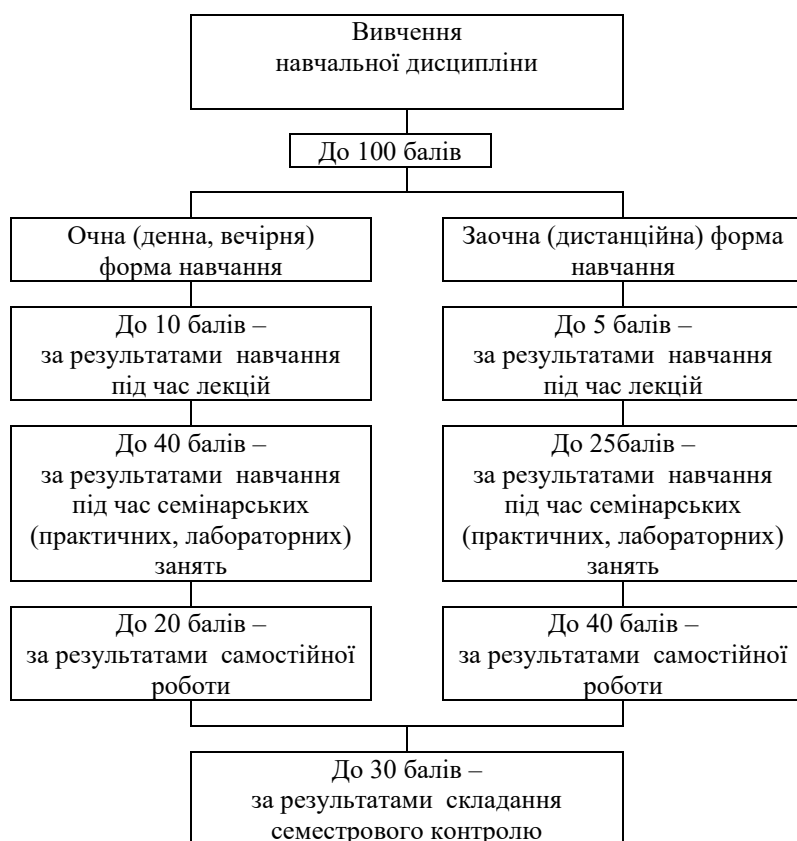 Вивчення
навчальної дисципліни
До 100 балів
Очна (денна, вечірня)
форма навчання
До 10 балів –
за результатами навчання
під час лекцій
До 40 балів –
за результатами навчання
під час семінарських
(практичних, лабораторних)
занять
До 20 балів –
за результатами самостійної
роботи
Заочна (дистанційна) форма
навчання
До 5 балів –
за результатами навчання
під час лекцій
До 25балів –
за результатами навчання
під час семінарських
(практичних, лабораторних)
занять
До 40 балів –
за результатами самостійної
роботи
До 30 балів –
за результатами складання
семестрового контролю